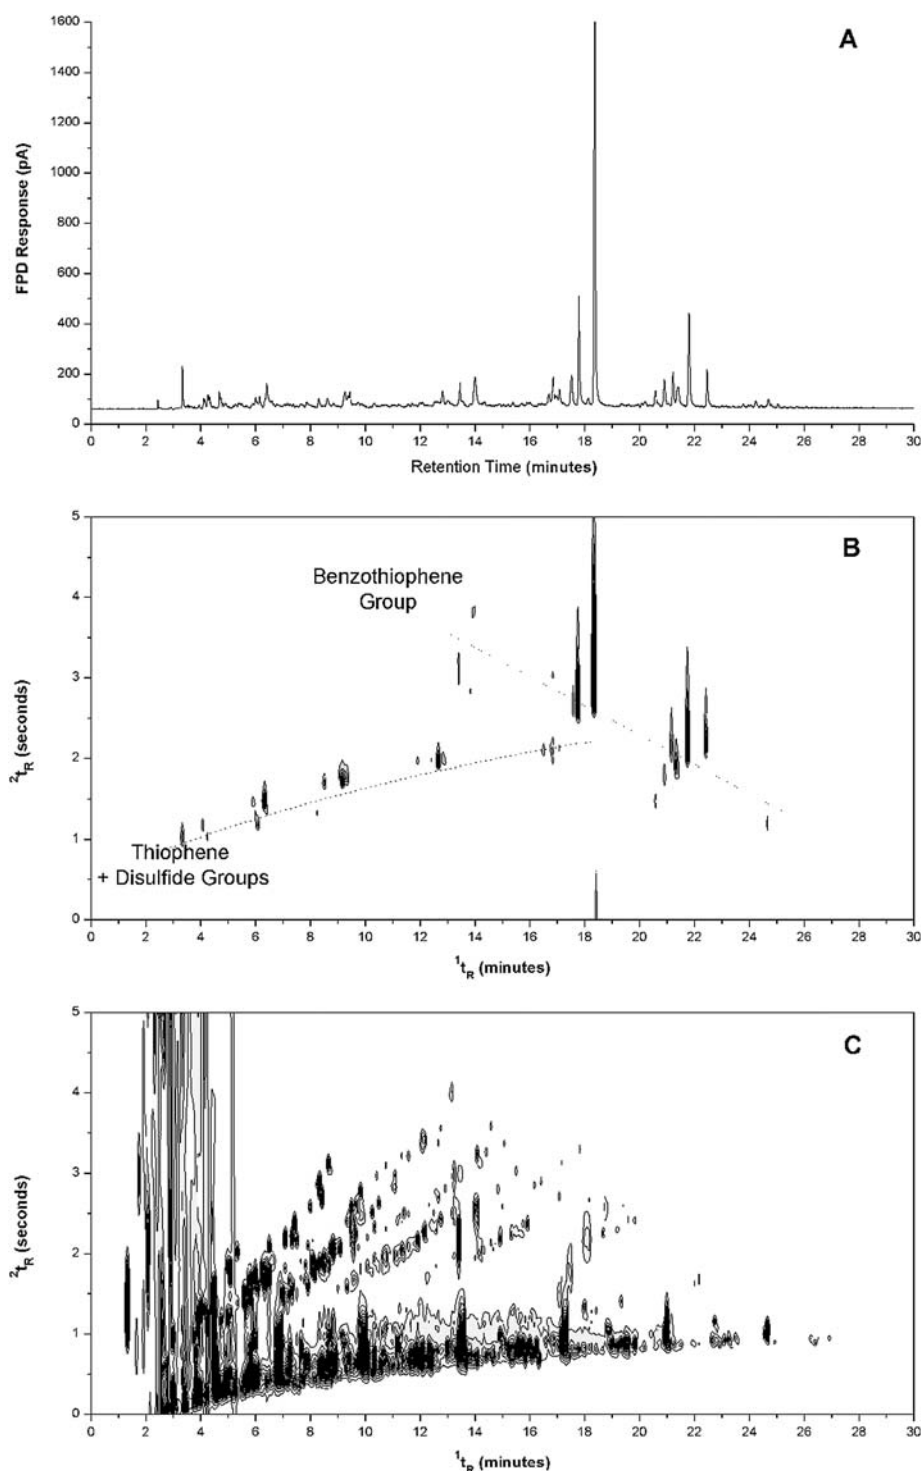 1600
A
1400
1200
1000
800
600
400
200
0
FPD Response (pA)
0 2 4 6 8 10 12 14 16 18 20 22 24 26 28 30
Retention Time (minutes)
5
B
4
3
2
1
0
²tR (seconds)
Benzothiophene
Group
Thiophene
+ Disulfide Groups
0 2 4 6 8 10 12 14 16 18 20 22 24 26 28 30
¹tR (minutes)
5
C
4
3
2
1
0
²tR (seconds)
0 2 4 6 8 10 12 14 16 18 20 22 24 26 28 30
¹tR (minutes)